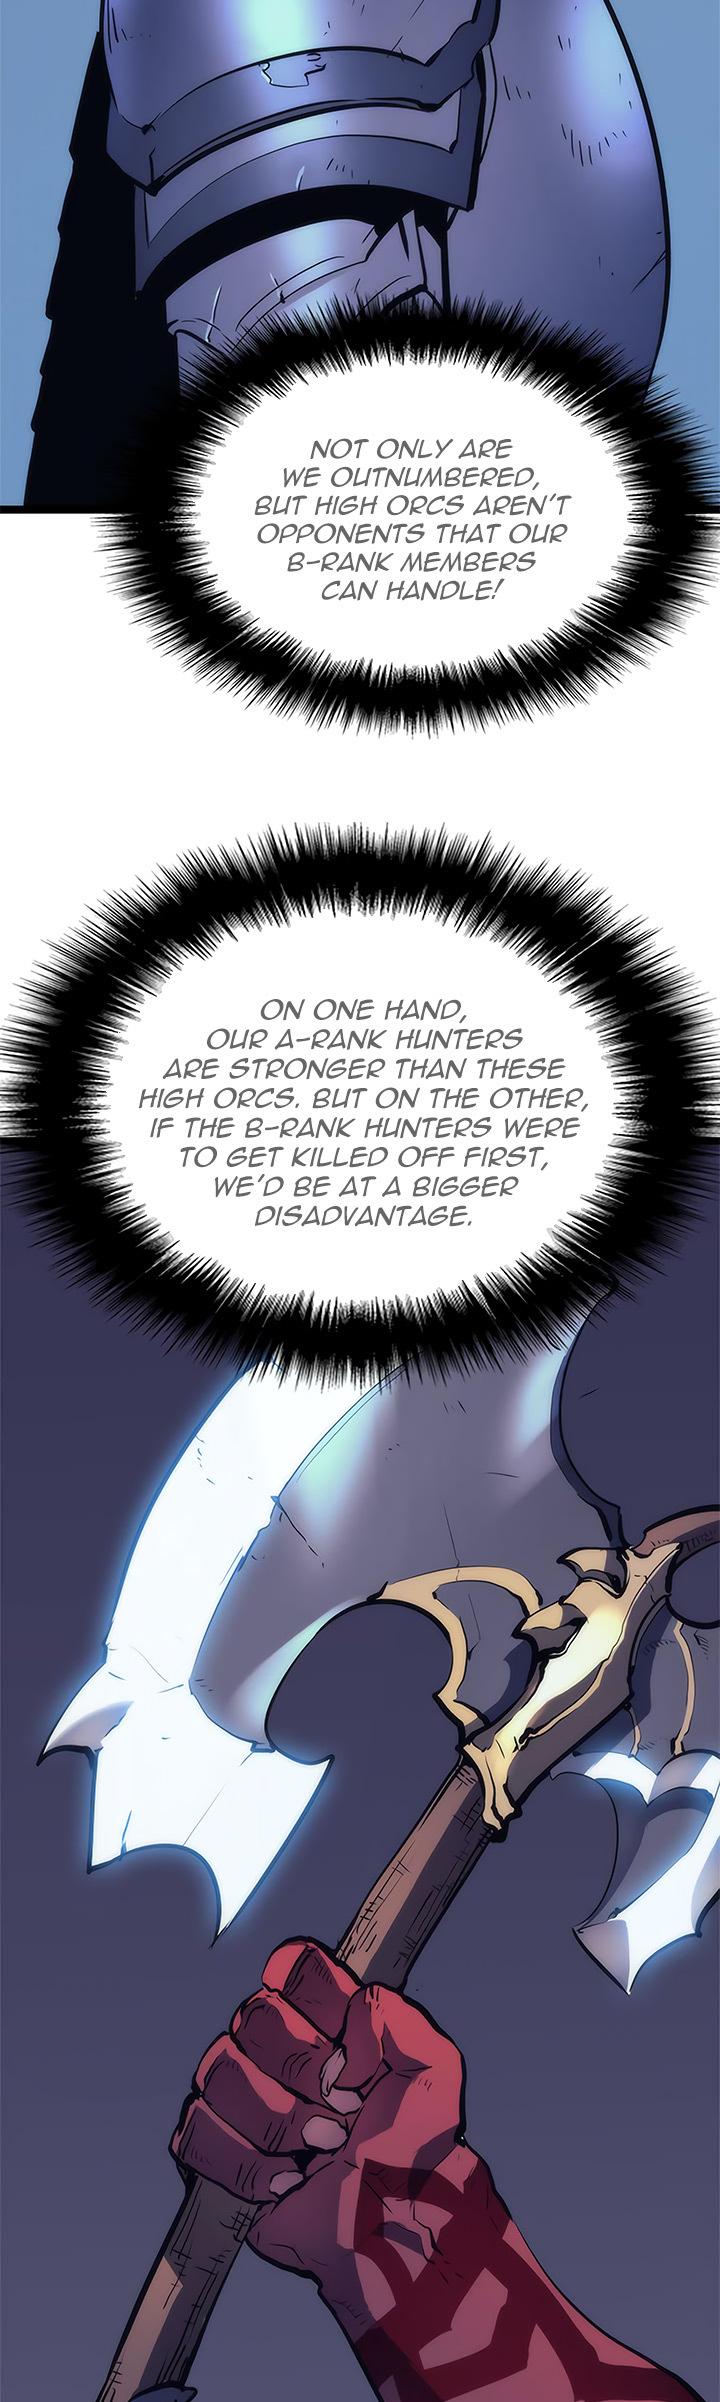 NOT ONLY ARE
WE OUTNUMBERED,
BUT HIGH ORCS AREN'T
OPPONENTS THAT OUR
B-RANK MEMBERS
CAN HANDLE!
ON ONE HAND,
OUR A-RANK HUNTERS
ARE STRONGER THAN THESE
HIGH ORCS. BUT ON THE OTHER,
IF THE B-RANK HUNTERS WERE
TO GET KILLED OFF FIRST,
WE'D BE AT A BIGGER
DISADVANTAGE.